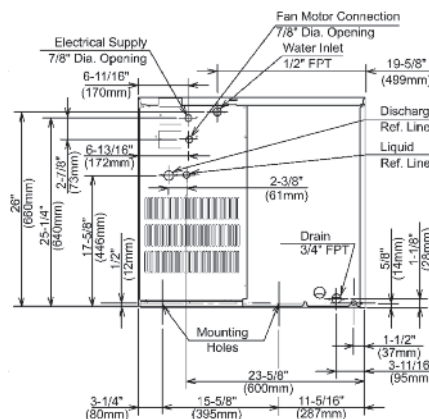 Fan Motor Connection
7/8" Dia. Opening
Electrical Supply
7/8" Dia. Opening
Water Inlet
1/2" FPT
6-11/16"
(170mm)
19-5/8"
(499mm)
Discharg
Ref. Line
Liquid
Ref. Line
6-13/16"
(172mm)
2-7/8"
(73mm)
2-3/8"
(61mm)
26"
(660mm)
25-1/4"
(640mm)
17-5/8"
(446mm)
1/2"
(12mm)
Drain
3/4" FPT
5/8"
(14mm)
1-1/8"
(28mm)
Mounting
Holes
1-1/2"
(37mm)
3-11/16"
(95mm)
23-5/8"
(600mm)
3-1/4"
(80mm)
15-5/8"
(395mm)
11-5/16"
(287mm)